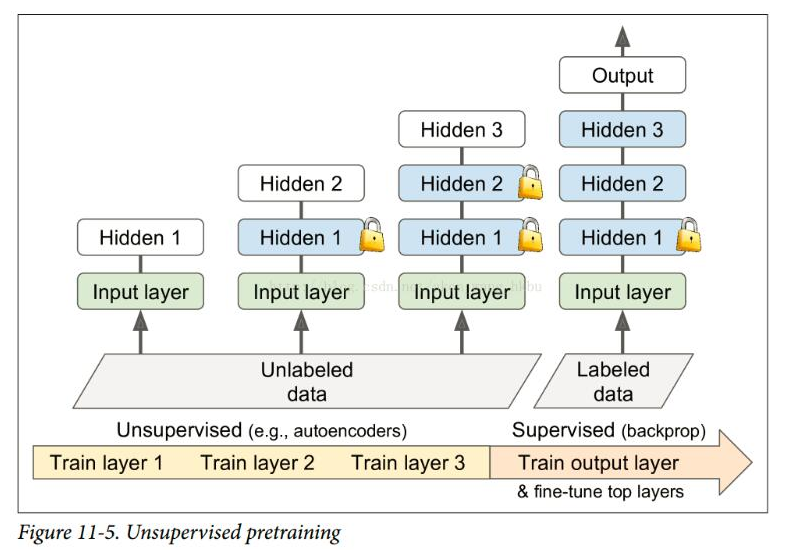 Output
Hidden 3
Hidden 3
Hidden 2
Hidden 2
Hidden 2
Hidden 1
Hidden 1
Hidden 1
Hidden 1
Input layer
Input layer
Input layer
Input layer
Unlabeled
data
Labeled
data
Unsupervised (e.g., autoencoders)
Supervised (backprop)
Train layer 1
Train layer 2
Train layer 3
Train output layer
& fine-tune top layers
Figure 11-5. Unsupervised pretraining